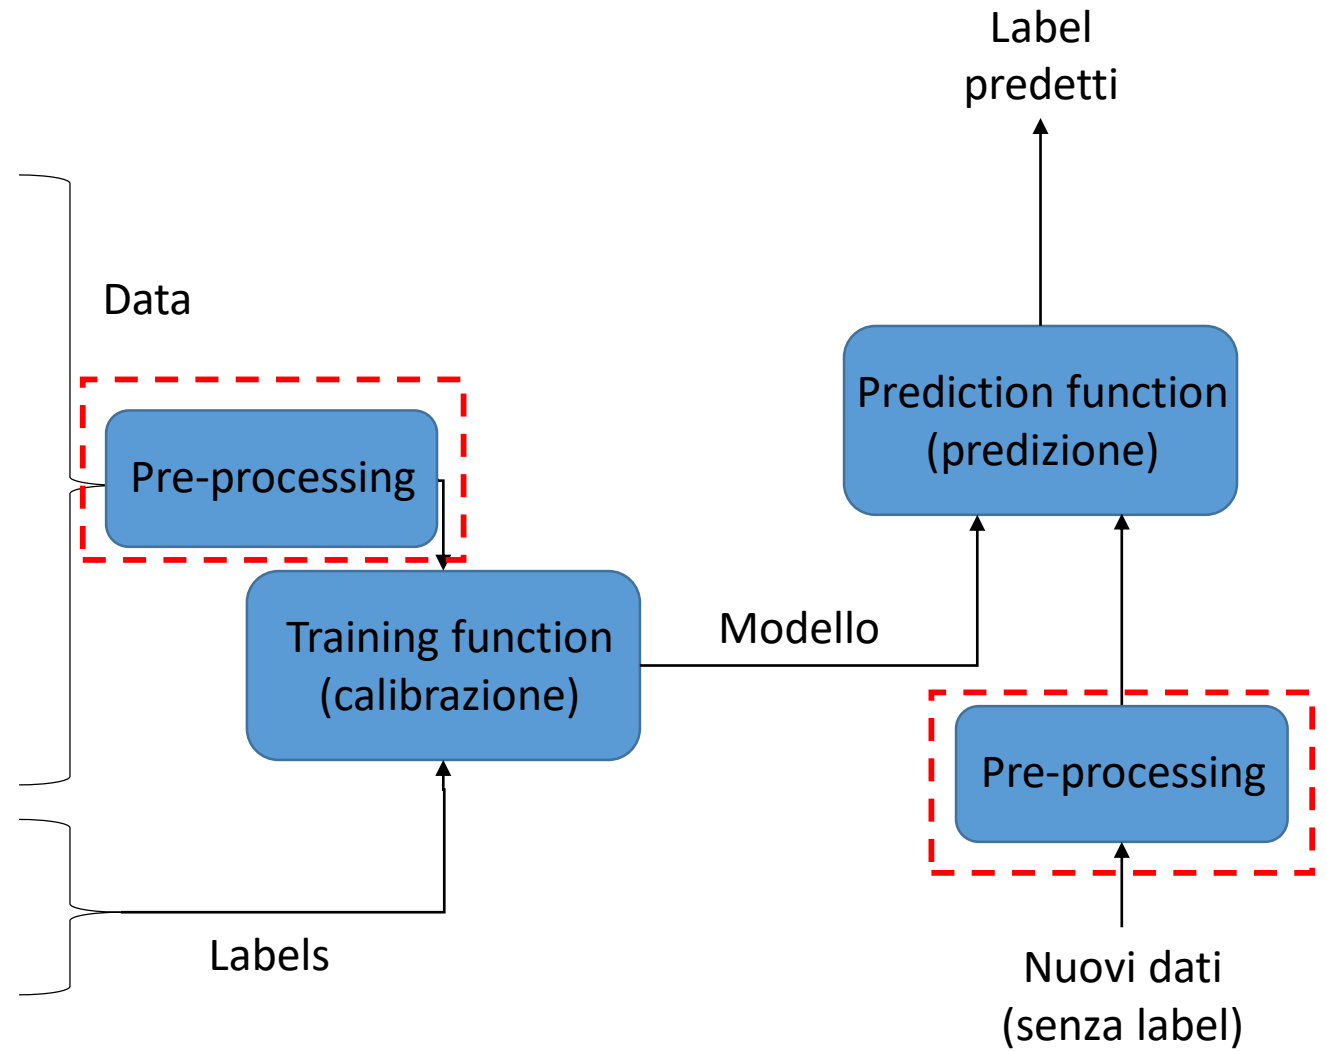 Label
predetti
Data
Prediction function
(predizione)
Pre-processing
Training function
(calibrazione)
Modello
Pre-processing
Labels
Nuovi dati
(senza label)